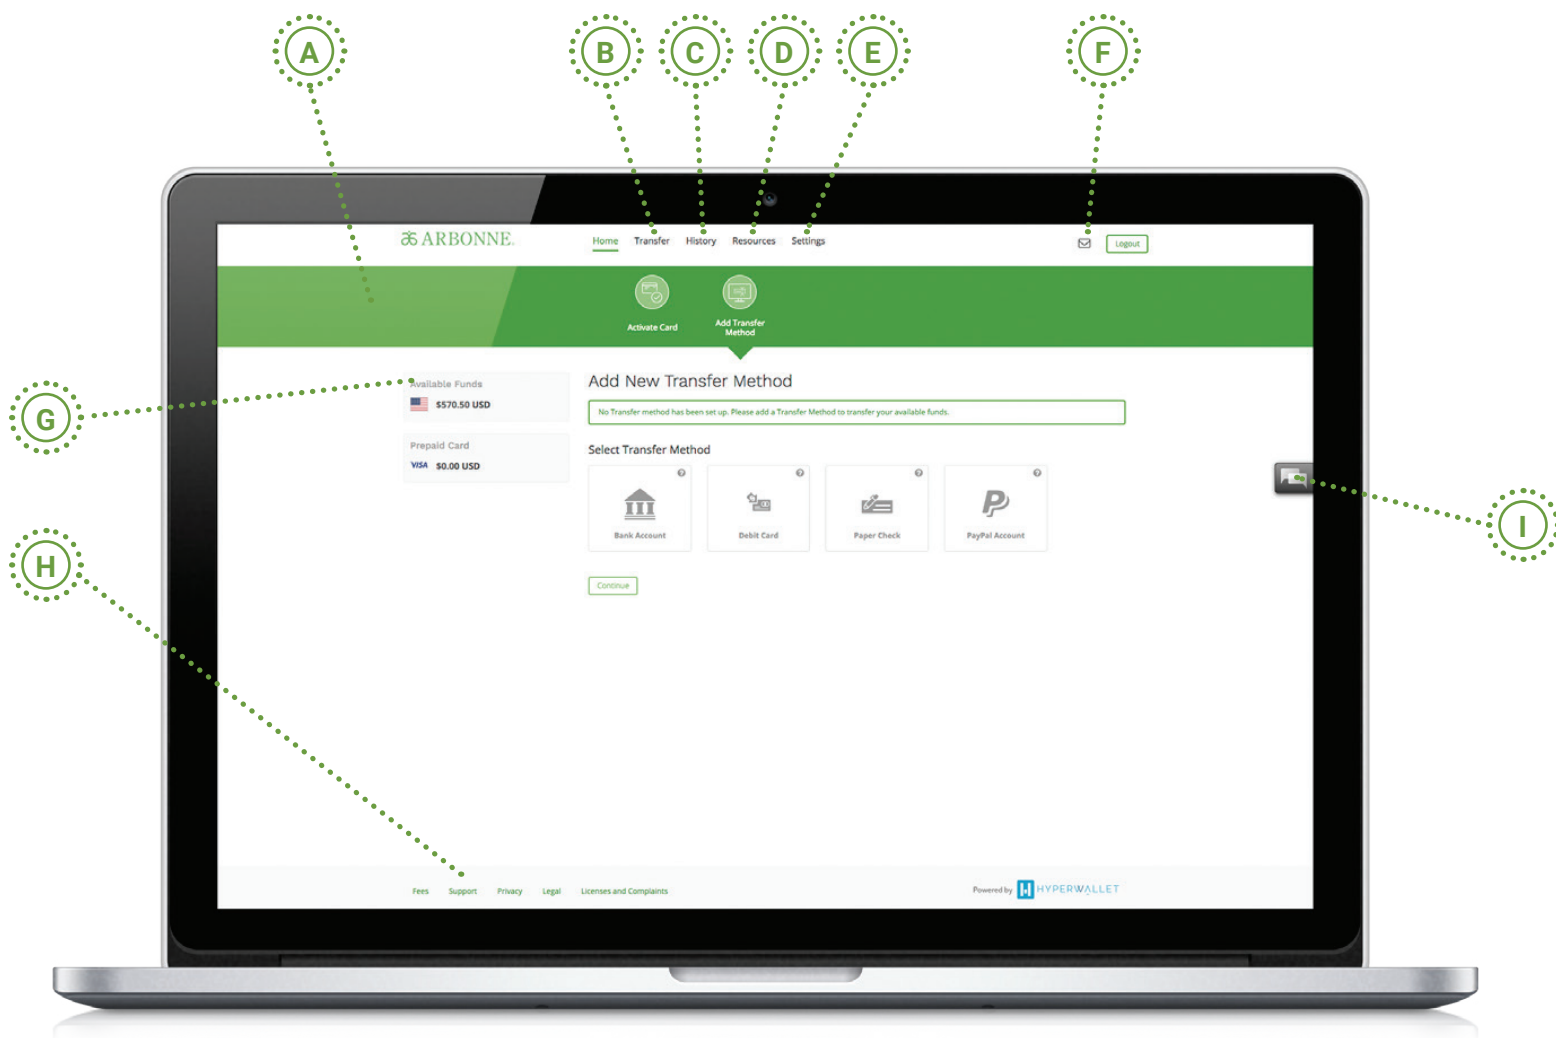 A
B
C
D
E
F
ARBONNE.
Home Transfer History Resources Settings
Logout
Activate Card
Add Transfer
Method
G
Available Funds
$570.50 USD
Prepaid Card
VISA $0.00 USD
Add New Transfer Method
No Transfer method has been set up. Please add a Transfer Method to transfer your available funds.
Select Transfer Method
Bank Account
Debit Card
Paper Check
PayPal Account
Continue
I
H
Fees Support Privacy Legal Licenses and Complaints
Powered by HYPERWALLET